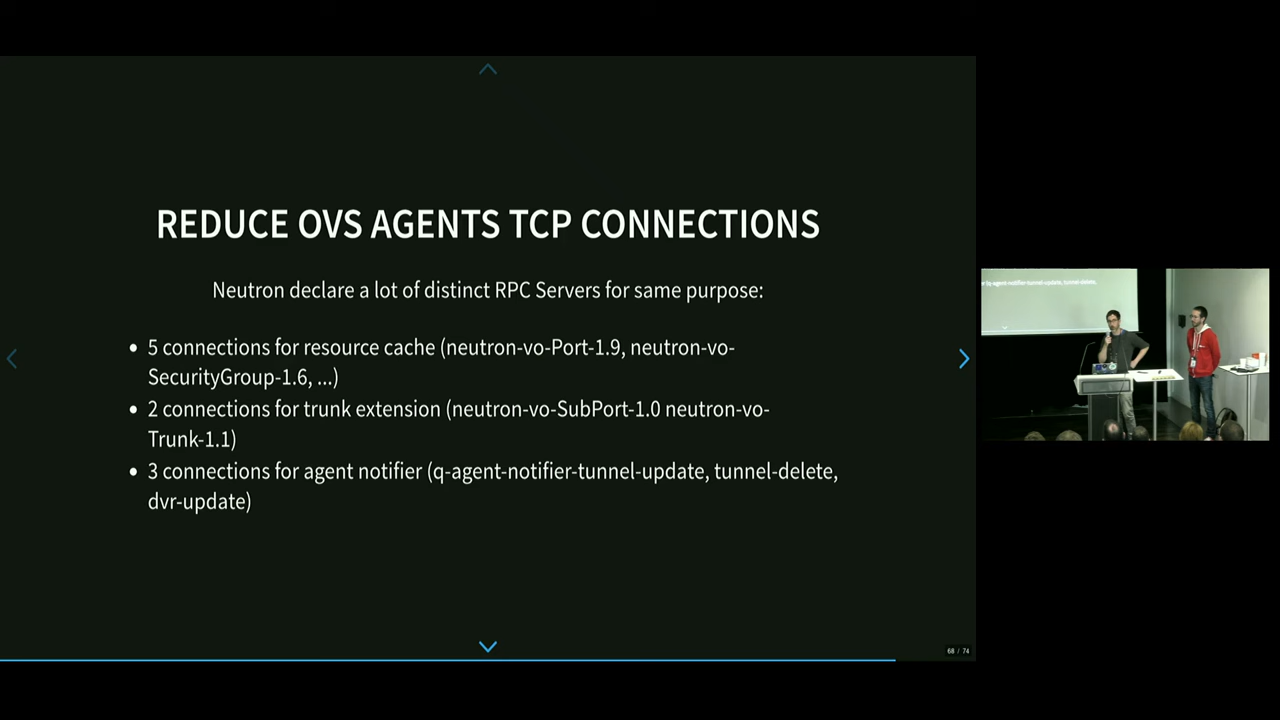 REDUCE OVS AGENTS TCP CONNECTIONS
Neutron declare a lot of distinct RPC Servers for same purpose:
5 connections for resource cache (neutron-vo-Port-1.9, neutron-vo-
SecurityGroup-1.6, ...)
2 connections for trunk extension (neutron-vo-SubPort-1.0 neutron-vo-
Trunk-1.1)
3 connections for agent notifier (q-agent-notifier-tunnel-update, tunnel-delete,
dvr-update)
68 / 74